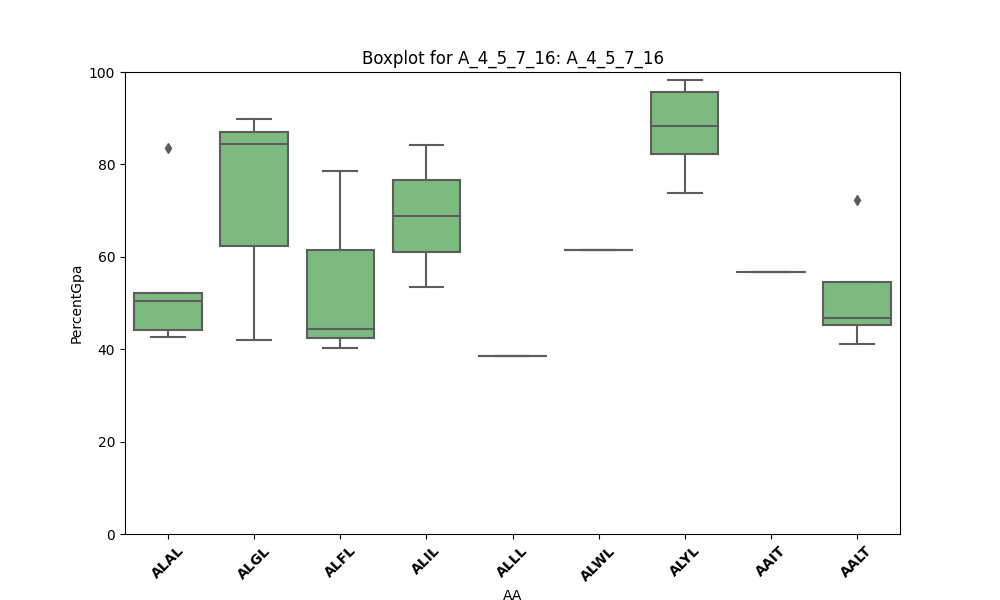 Boxplot for A_4_5_7_16: A_4_5_7_16
100
80
60
40
20
0
PercentGpa
ALAL
ALGL
ALFL
ALIL
ALLL
ALWL
ALYL
AAIT
AALT
AA